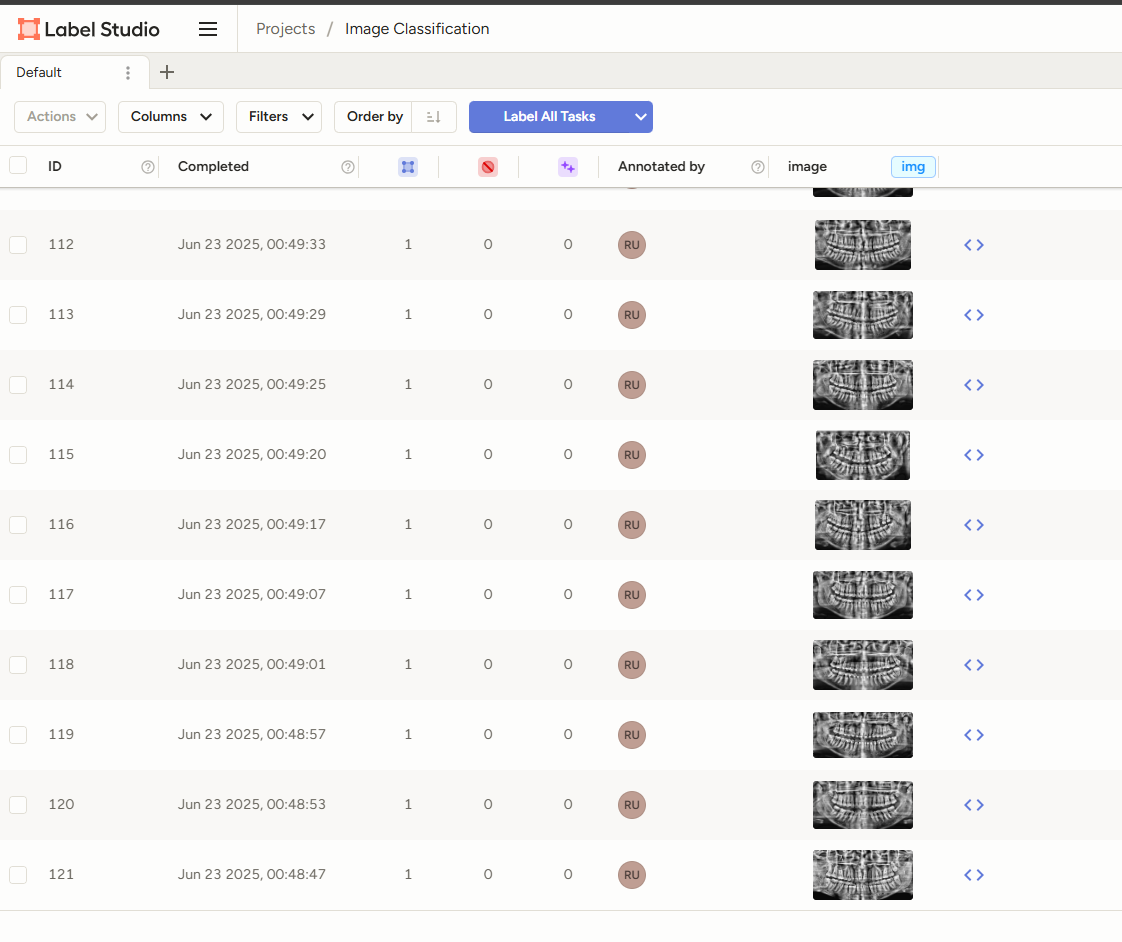 Label Studio Projects / Image Classification
Default
Actions Columns Filters Order by Label All Tasks
ID Completed Annotated by image img
112 Jun 23 2025, 00:49:33 1 0 0 RU
113 Jun 23 2025, 00:49:29 1 0 0 RU
114 Jun 23 2025, 00:49:25 1 0 0 RU
115 Jun 23 2025, 00:49:20 1 0 0 RU
116 Jun 23 2025, 00:49:17 1 0 0 RU
117 Jun 23 2025, 00:49:07 1 0 0 RU
118 Jun 23 2025, 00:49:01 1 0 0 RU
119 Jun 23 2025, 00:48:57 1 0 0 RU
120 Jun 23 2025, 00:48:53 1 0 0 RU
121 Jun 23 2025, 00:48:47 1 0 0 RU